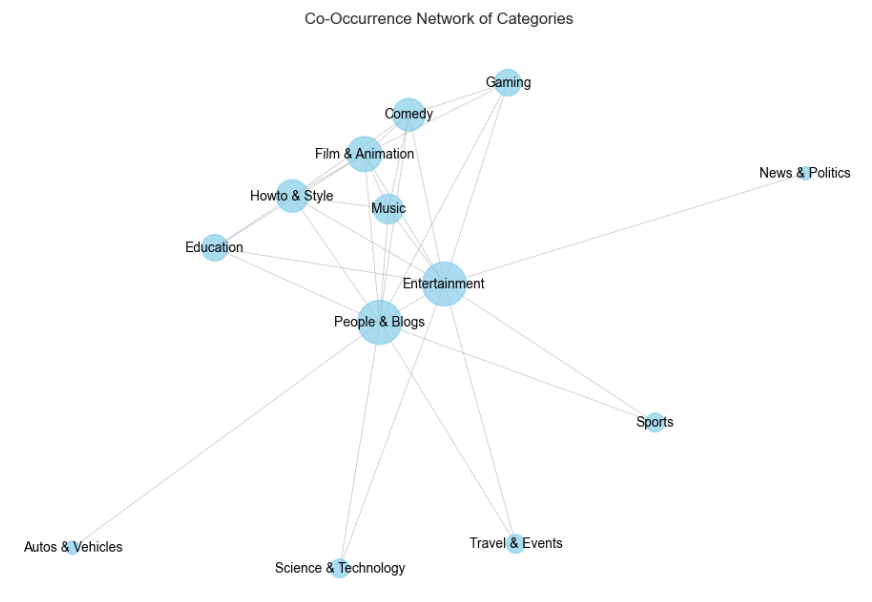 Co-Occurrence Network of Categories
Gaming
Comedy
Film & Animation
News & Politics
Howto & Style
Music
Education
Entertainment
People & Blogs
Sports
Travel & Events
Autos & Vehicles
Science & Technology